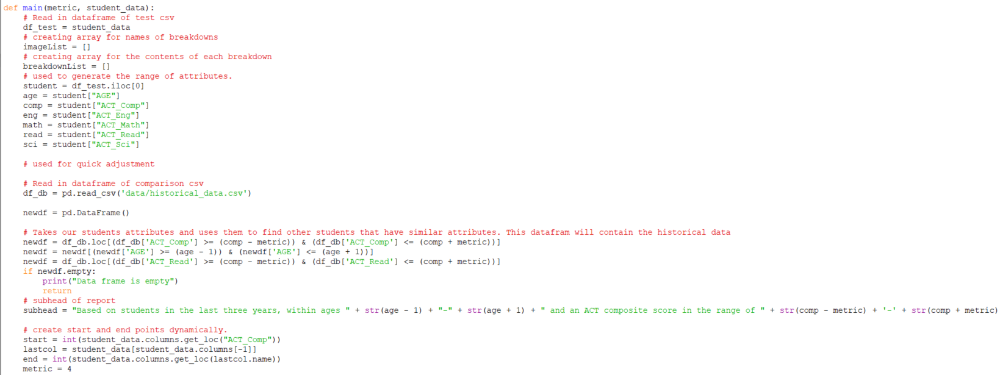 def main(metric, student_data):
    # Read in dataframe of test csv
    df_test = student_data
    # creating array for names of breakdowns
    imageList = []
    # creating array for the contents of each breakdown
    breakdownList = []
    # used to generate the range of attributes.
    student = df_test.iloc[0]
    age = student["AGE"]
    comp = student["ACT_Comp"]
    eng = student["ACT_Eng"]
    math = student["ACT_Math"]
    read = student["ACT_Read"]
    sci = student["ACT_Sci"]

    # used for quick adjustment

    # Read in dataframe of comparison csv
    df_db = pd.read_csv('data/historical_data.csv')

    newdf = pd.DataFrame()

    # Takes our students attributes and uses them to find other students that have similar attributes. This datafram will contain the historical data
    newdf = df_db.loc[(df_db['ACT_Comp'] >= (comp - metric)) & (df_db['ACT_Comp'] <= (comp + metric))]
    newdf = newdf[(newdf['AGE'] >= (age - 1)) & (newdf['AGE'] <= (age + 1))]
    newdf = df_db.loc[(df_db['ACT_Read'] >= (comp - metric)) & (df_db['ACT_Read'] <= (comp + metric))]
    if newdf.empty:
        print("Data frame is empty")
        return
    # subhead of report
    subhead = "Based on students in the last three years, within ages " + str(age - 1) + "-" + str(age + 1) + " and an ACT composite score in the range of " + str(comp - metric) + '-' + str(comp + metric)

    # create start and end points dynamically.
    start = int(student_data.columns.get_loc("ACT_Comp"))
    lastcol = student_data[student_data.columns[-1]]
    end = int(student_data.columns.get_loc(lastcol.name))
    metric = 4